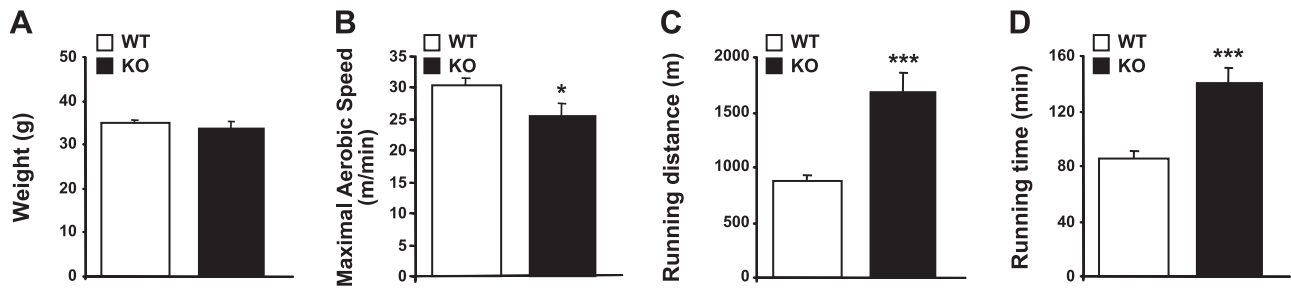 A
WT
KO
Weight (g)
50
40
30
20
10
0
B
WT
KO
Maximal Aerobic Speed
(m/min)
35
30
25
20
15
10
5
0
*
C
WT
KO
Running distance (m)
2000
1500
1000
500
0
***
D
WT
KO
Running time (min)
160
120
80
40
0
***